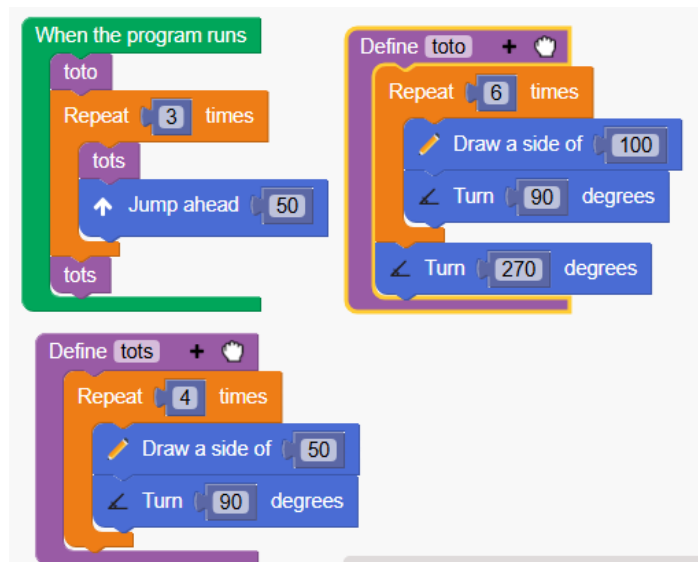 When the program runs
toto
Repeat 3 times
tots
Jump ahead 50
tots
Define toto +
Repeat 6 times
Draw a side of 100
Turn 90 degrees
Turn 270 degrees
Define tots +
Repeat 4 times
Draw a side of 50
Turn 90 degrees